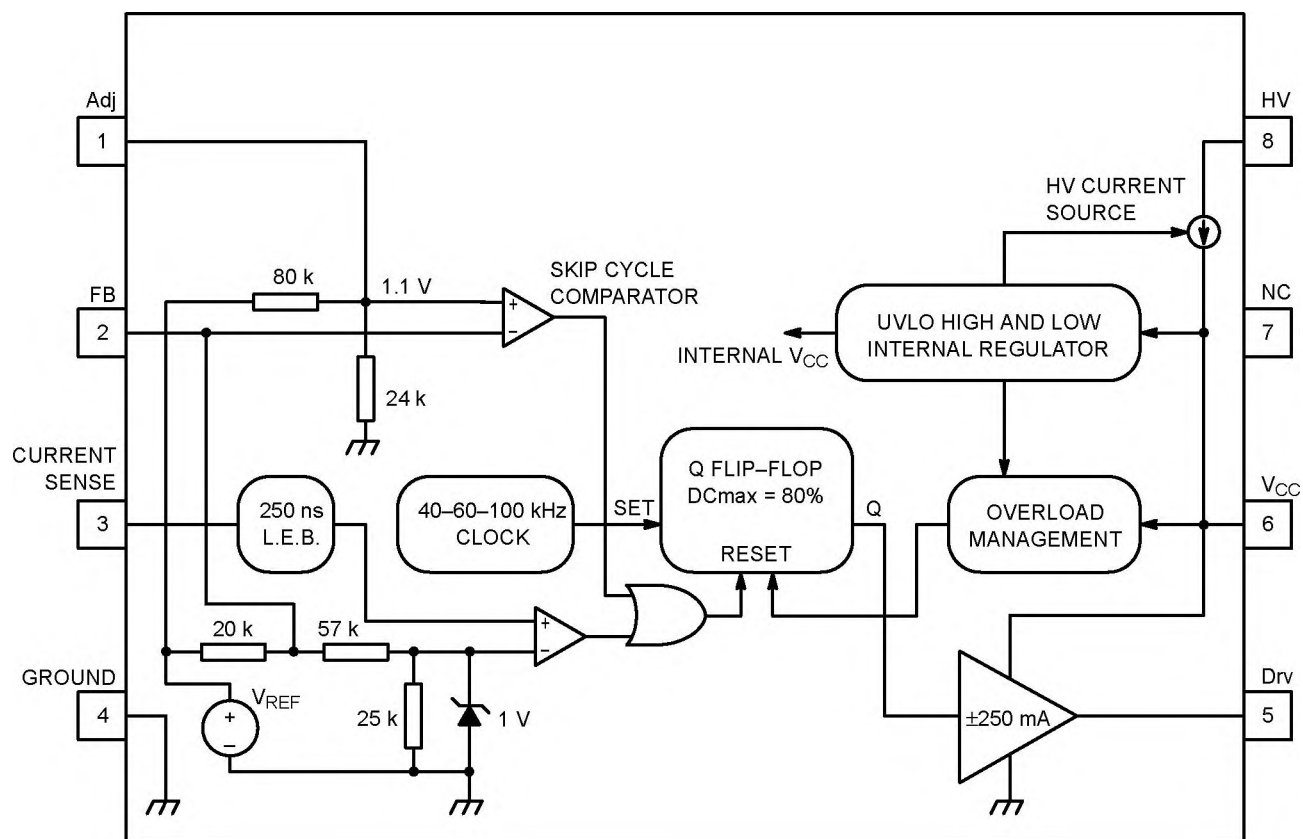 Adj
1
FB
2
CURRENT
SENSE
3
GROUND
4
80 k
1.1 V
24 k
SKIP CYCLE
COMPARATOR
+
−
250 ns
L.E.B.
40–60–100 kHz
CLOCK
SET
Q FLIP–FLOP
DCmax = 80%
RESET
Q
20 k
57 k
25 k
1 V
VREF
+
−
+
−
HV CURRENT
SOURCE
UVLO HIGH AND LOW
INTERNAL REGULATOR
INTERNAL VCC
OVERLOAD
MANAGEMENT
±250 mA
HV
8
NC
7
VCC
6
Drv
5